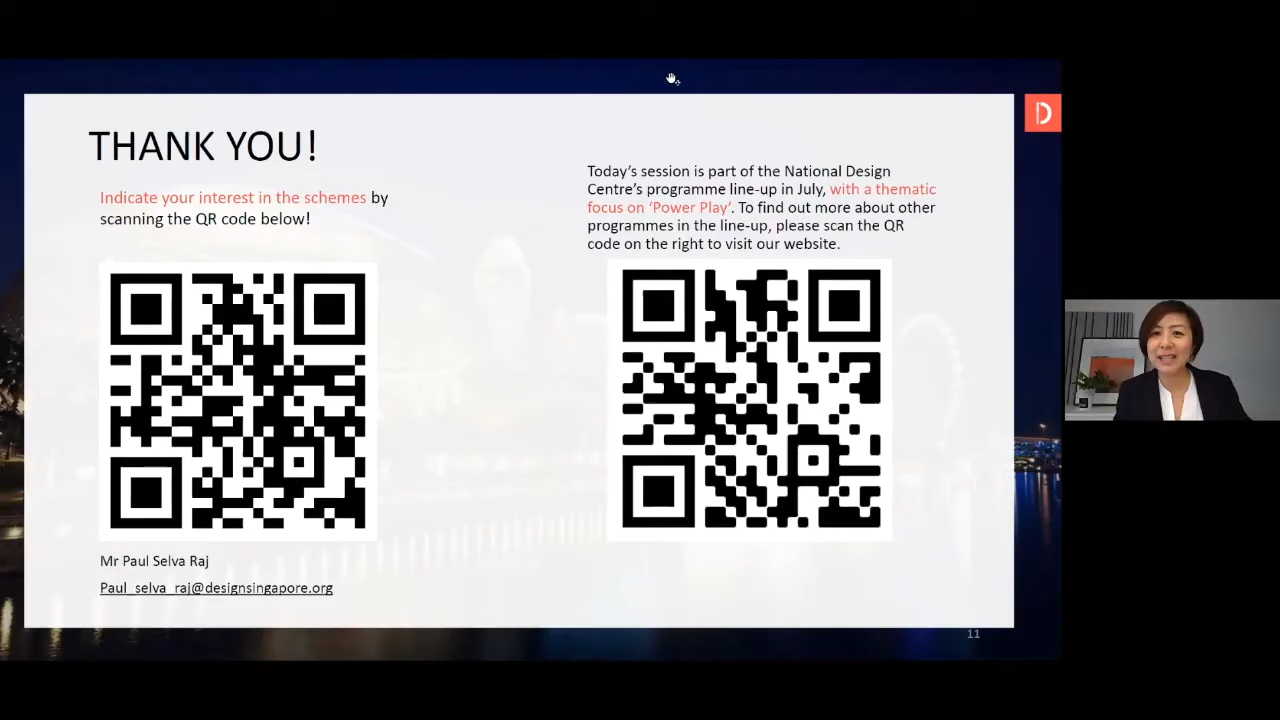 THANK YOU!
Indicate your interest in the schemes by
scanning the QR code below!
Today's session is part of the National Design
Centre's programme line-up in July, with a thematic
focus on ‘Power Play’. To find out more about other
programmes in the line-up, please scan the QR
code on the right to visit our website.
Mr Paul Selva Raj
Paul_selva_raj@designsingapore.org
11
D